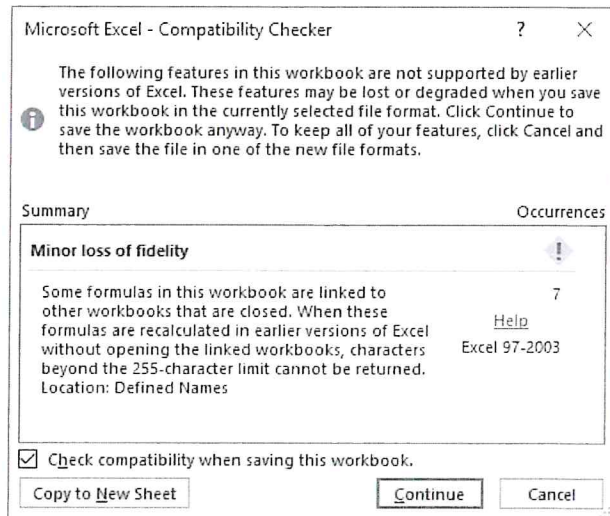 Microsoft Excel - Compatibility Checker ? ×
The following features in this workbook are not supported by earlier
versions of Excel. These features may be lost or degraded when you save
this workbook in the currently selected file format. Click Continue to
save the workbook anyway. To keep all of your features, click Cancel and
then save the file in one of the new file formats.
Summary Occurrences
Minor loss of fidelity
Some formulas in this workbook are linked to 7
other workbooks that are closed. When these
formulas are recalculated in earlier versions of Excel Help
without opening the linked workbooks, characters Excel 97-2003
beyond the 255-character limit cannot be returned.
Location: Defined Names
Check compatibility when saving this workbook.
Copy to New Sheet Continue Cancel